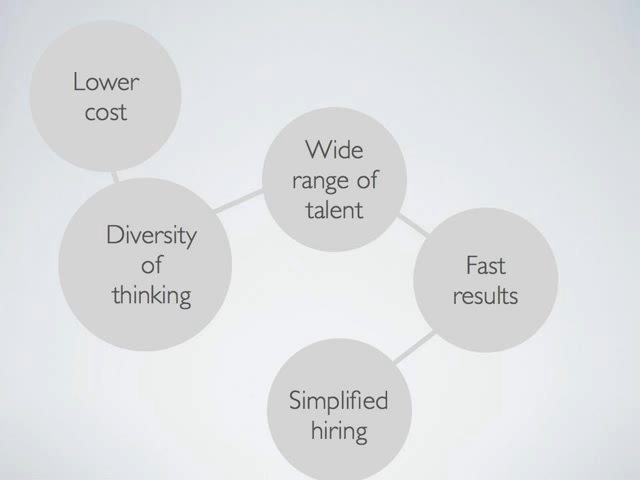 Lower
cost
Wide
range of
talent
Diversity
of
thinking
Fast
results
Simplified
hiring